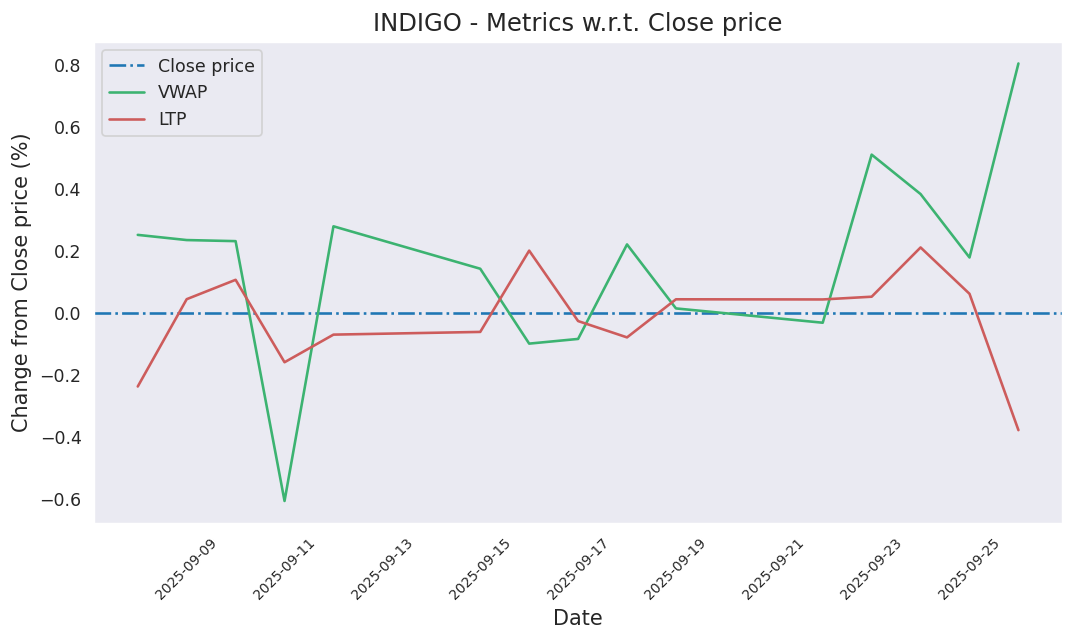 INDIGO - Metrics w.r.t. Close price
Close price
VWAP
LTP
Change from Close price (%)
0.8
0.6
0.4
0.2
0.0
−0.2
−0.4
−0.6
2025-09-09
2025-09-11
2025-09-13
2025-09-15
2025-09-17
2025-09-19
2025-09-21
2025-09-23
2025-09-25
Date